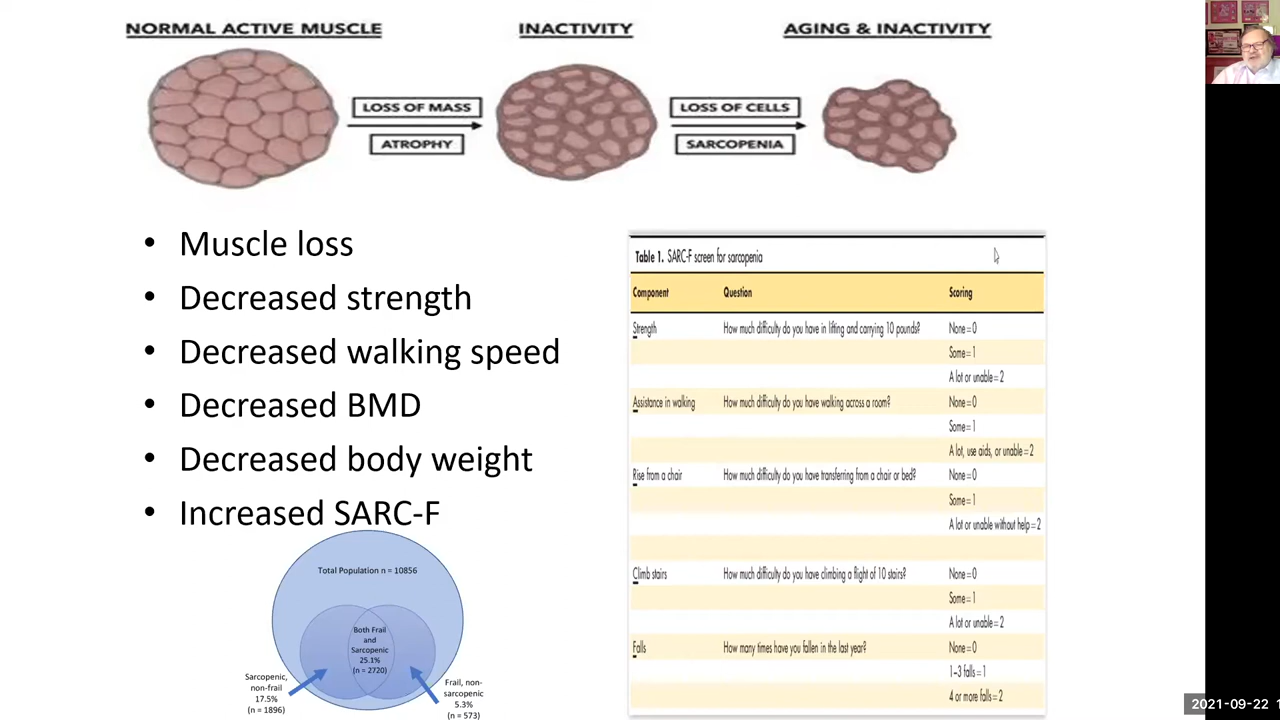 NORMAL ACTIVE MUSCLE
INACTIVITY
AGING & INACTIVITY
LOSS OF MASS
ATROPHY
LOSS OF CELLS
SARCOPENIA
• Muscle loss
• Decreased strength
• Decreased walking speed
• Decreased BMD
• Decreased body weight
• Increased SARC-F
Total Population n = 10856
Both Frail
and
Sarcopenic
25.1%
(n = 2720)
Sarcopenic,
non-frail
17.5%
(n = 1896)
Frail, non-
sarcopenic
5.3%
(n = 573)
Table 1. SARC-F screen for sarcopenia
Component Question Scoring
Strength How much difficulty do you have in lifting and carrying 10 pounds? None = 0
Some = 1
A lot or unable = 2
Assistance in walking How much difficulty do you have walking across a room? None = 0
Some = 1
A lot, use aids, or unable = 2
Rise from a chair How much difficulty do you have transferring from a chair or bed? None = 0
Some = 1
A lot or unable without help = 2
Climb stairs How much difficulty do you have climbing a flight of 10 stairs? None = 0
Some = 1
A lot or unable = 2
Falls How many times have you fallen in the last year? None = 0
1–3 falls = 1
4 or more falls = 2
2021-09-22